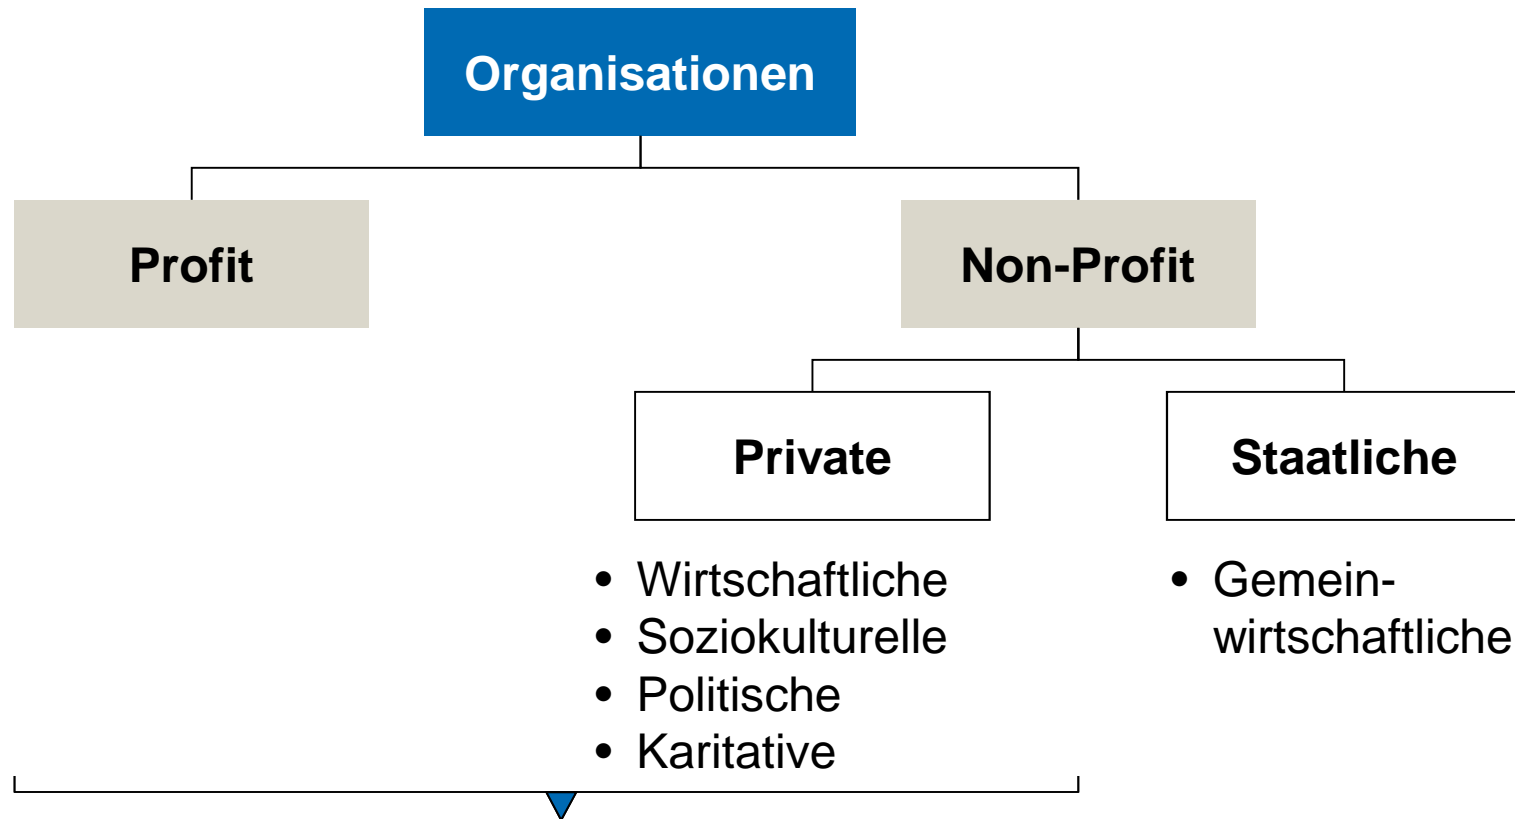 Organisationen
Profit
Non-Profit
Private
Staatliche
• Wirtschaftliche
• Soziokulturelle
• Politische
• Karitative
• Gemein-
wirtschaftliche